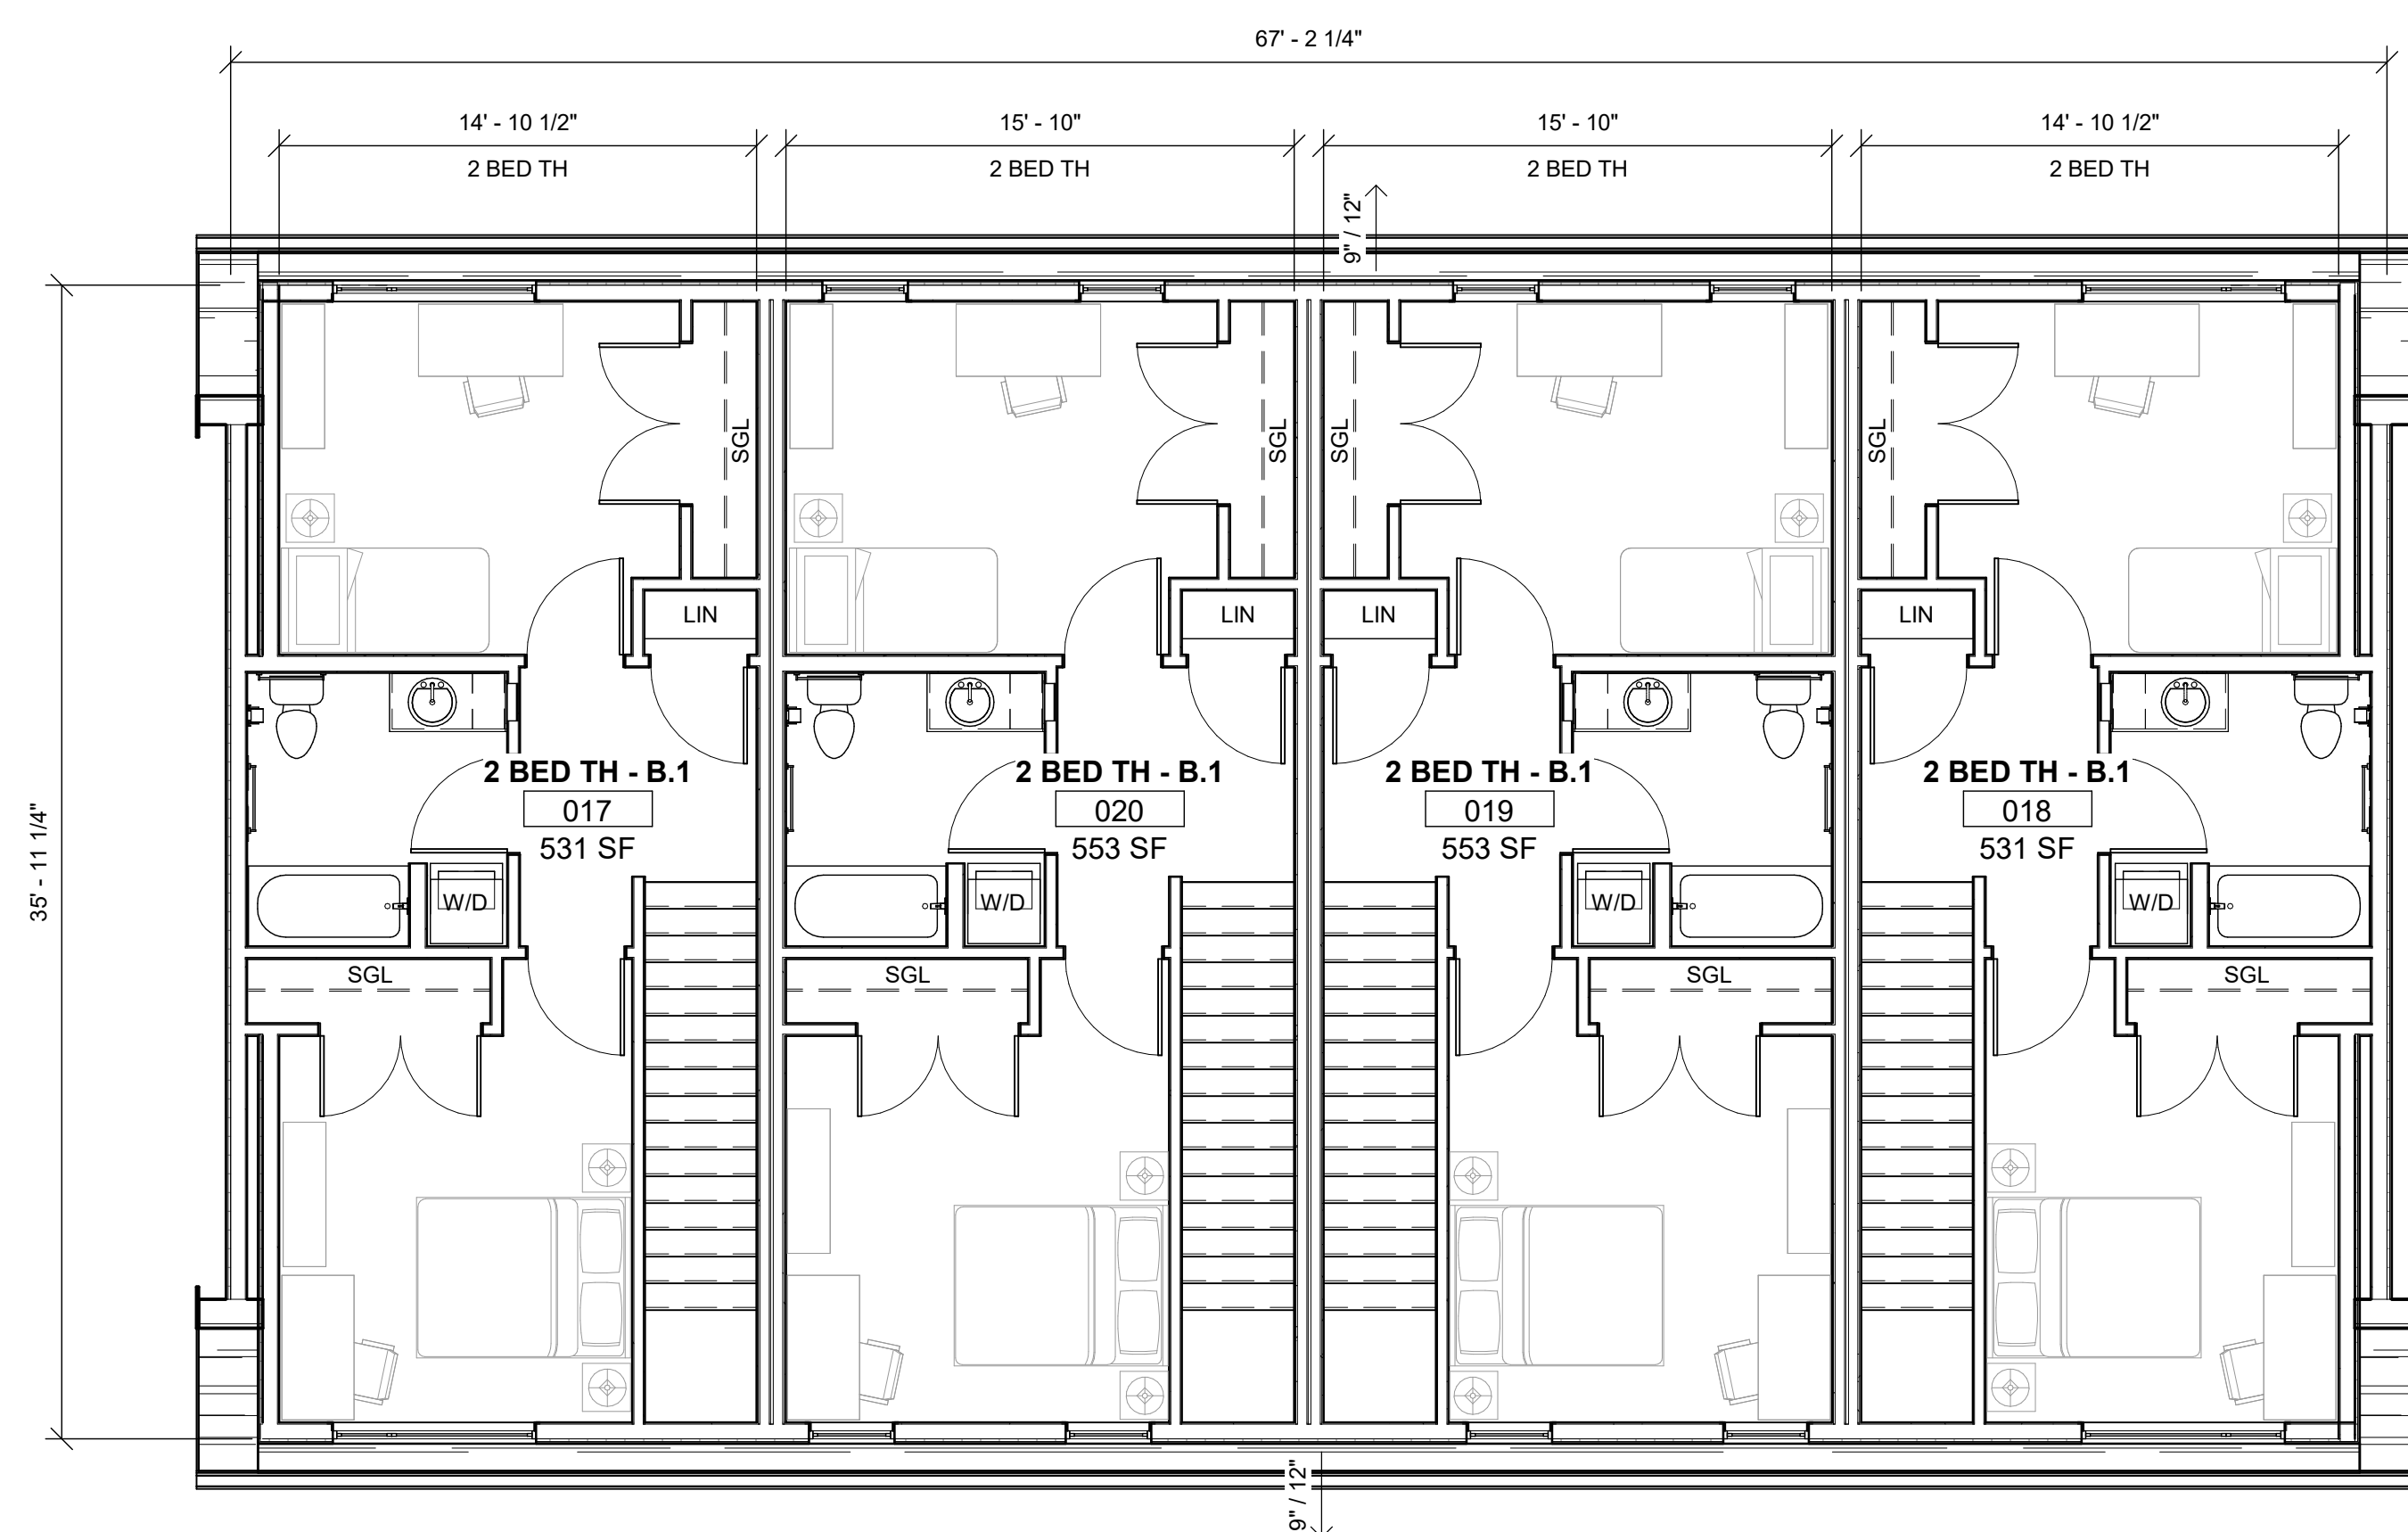 67' - 2 1/4"
14' - 10 1/2"
15' - 10"
15' - 10"
14' - 10 1/2"
2 BED TH
2 BED TH
2 BED TH
2 BED TH
9" / 12"
SGL
SGL
SGL
SGL
LIN
LIN
LIN
LIN
2 BED TH - B.1
017
531 SF
2 BED TH - B.1
020
553 SF
2 BED TH - B.1
019
553 SF
2 BED TH - B.1
018
531 SF
35' - 11 1/4"
W/D
W/D
W/D
W/D
SGL
SGL
SGL
SGL
9" / 12"